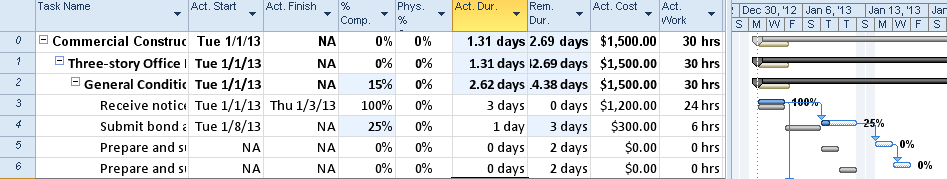 Task Name Act. Start Act. Finish % Comp. Phys. % Act. Dur. Rem. Dur. Act. Cost Act. Work Dec 30, '12 Jan 6, '13 Jan 13, '13
S M W F S T T S M W F
0 Commercial Construc Tue 1/1/13 NA 0% 0% 1.31 days 2.69 days $1,500.00 30 hrs
1 Three-story Office Tue 1/1/13 NA 0% 0% 1.31 days 2.69 days $1,500.00 30 hrs
2 General Conditi Tue 1/1/13 NA 15% 0% 2.62 days 4.38 days $1,500.00 30 hrs
3 Receive notic Tue 1/1/13 Thu 1/3/13 100% 0% 3 days 0 days $1,200.00 24 hrs 100%
4 Submit bond a Tue 1/8/13 NA 25% 0% 1 day 3 days $300.00 6 hrs 25%
5 Prepare and su NA NA 0% 0% 0 days 2 days $0.00 0 hrs 0%
6 Prepare and su NA NA 0% 0% 0 days 2 days $0.00 0 hrs 0%